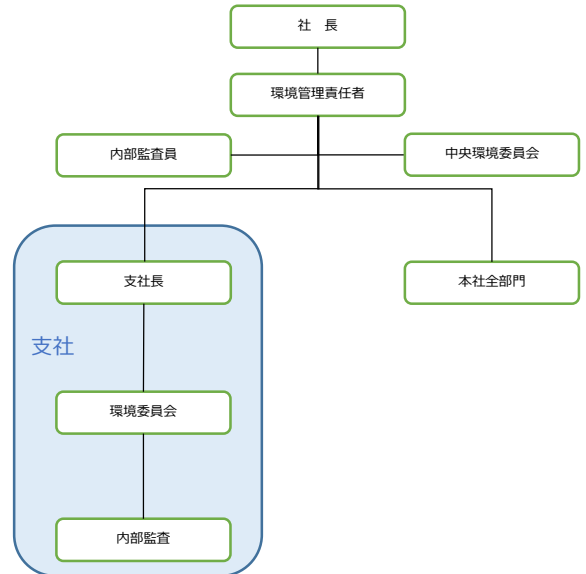 社　長
環境管理責任者
内部監査員
中央環境委員会
支社長
本社全部門
支社
環境委員会
内部監査